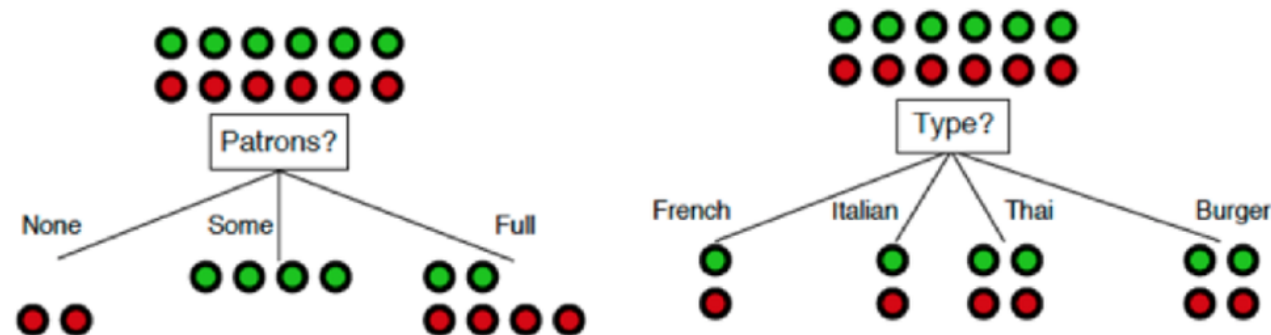 Patrons?
None
Some
Full
Type?
French
Italian
Thai
Burger